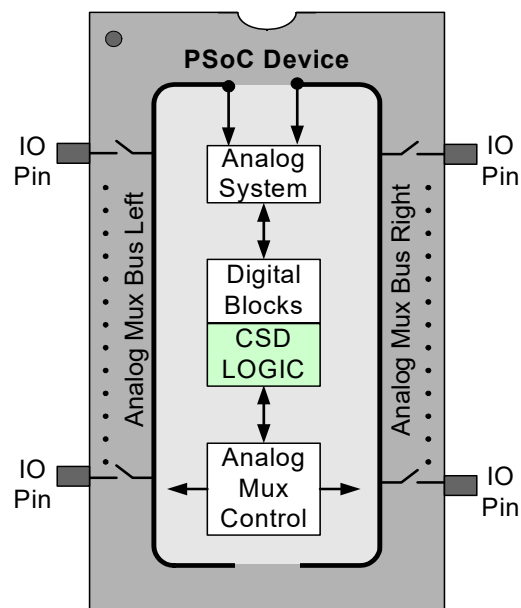 PSoC Device
IO
Pin
IO
Pin
Analog
System
Analog Mux Bus Left
Analog Mux Bus Right
Digital
Blocks
CSD
LOGIC
Analog
Mux
Control
IO
Pin
IO
Pin